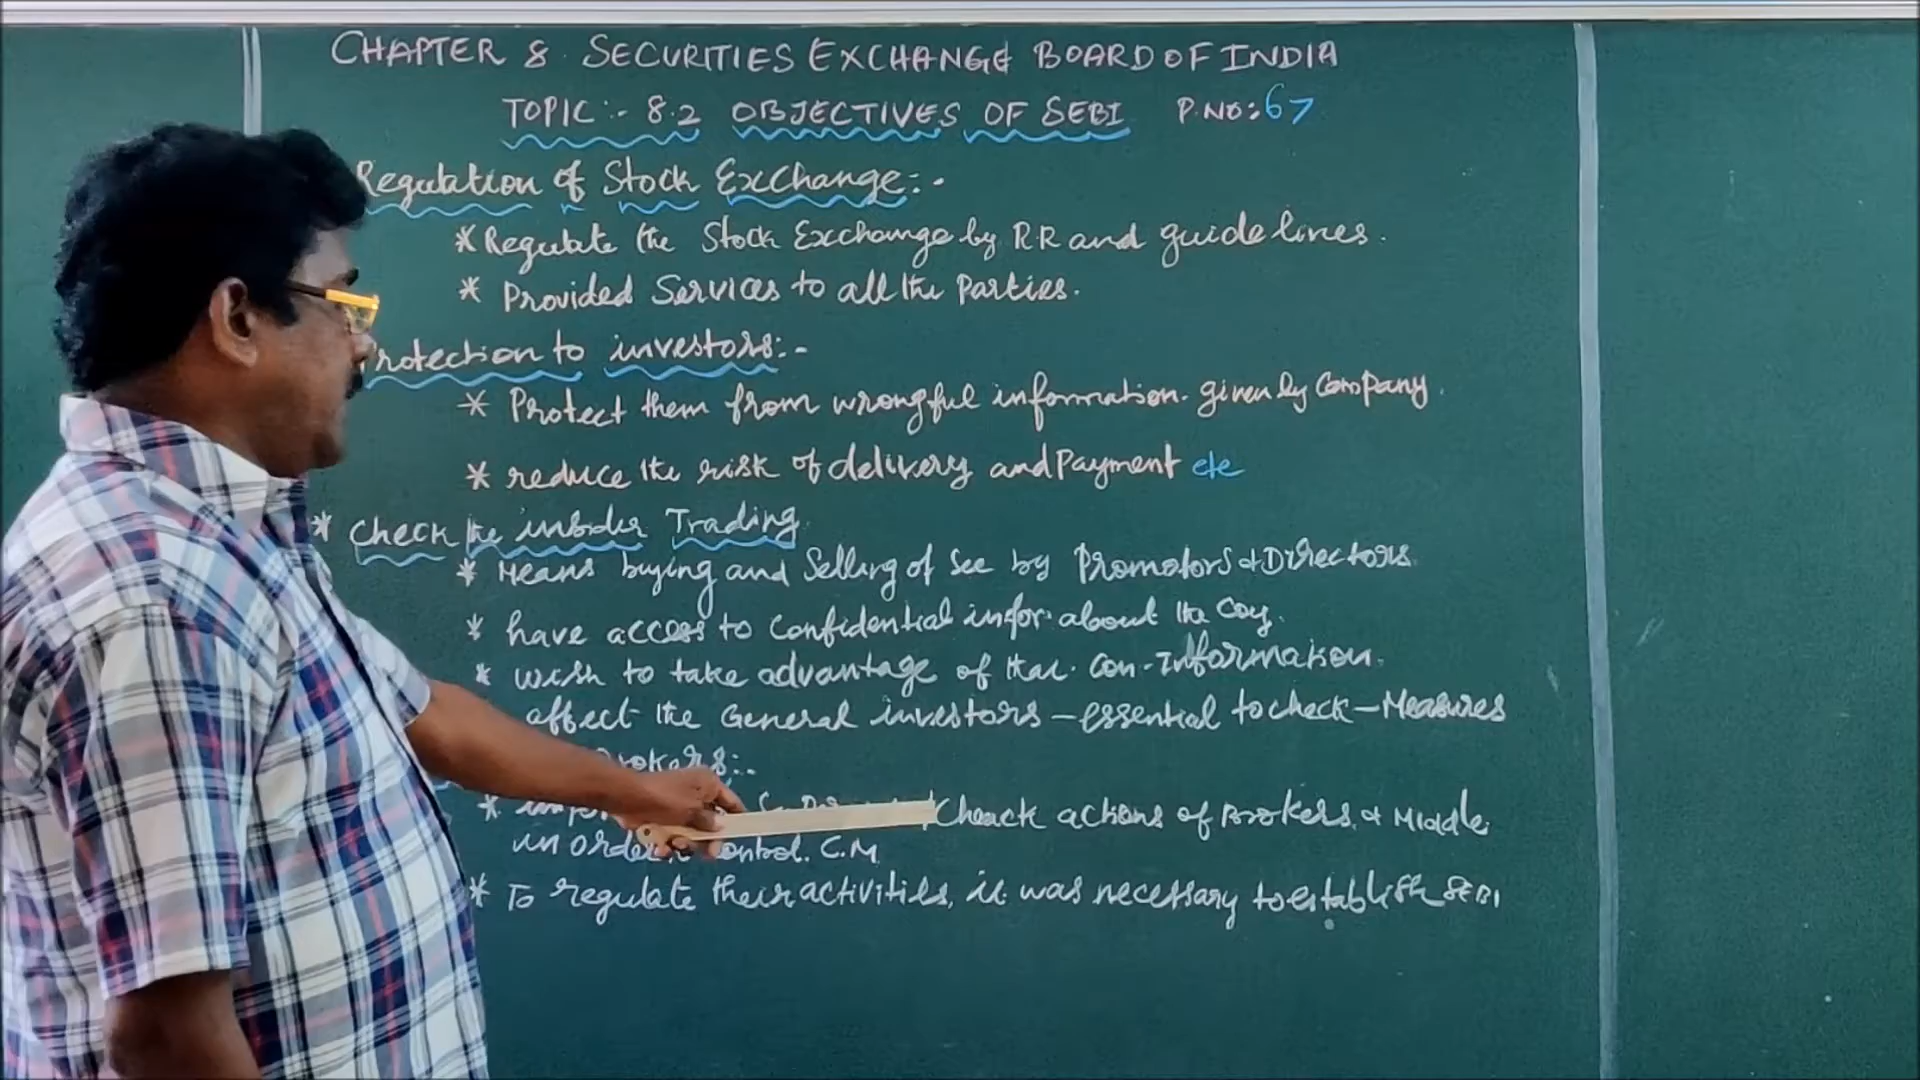 CHAPTER 8. SECURITIES EXCHANGE BOARD OF INDIA
TOPIC:- 8.2 OBJECTIVES OF SEBI P.NO: 67
Regulation of Stock Exchange:-
* Regulate the Stock Exchange by R.R and guidelines.
* Provided Services to all the Parties.
Protection to investors:-
* Protect them from wrongful information. given by Company.
* reduce the risk of delivery and Payment etc
* Check the insider Trading
* Means buying and Selling of Sec by Promotors & Directors.
* have access to Confidential infor. about the Coy.
* wish to take advantage of that. Con-Information.
affect the General investors - essential to check - Measures
brokers:-
* Cheack actions of Brokers. & Middle
in order control. C.M.
* To regulate their activities, it was necessary to establish SEBI